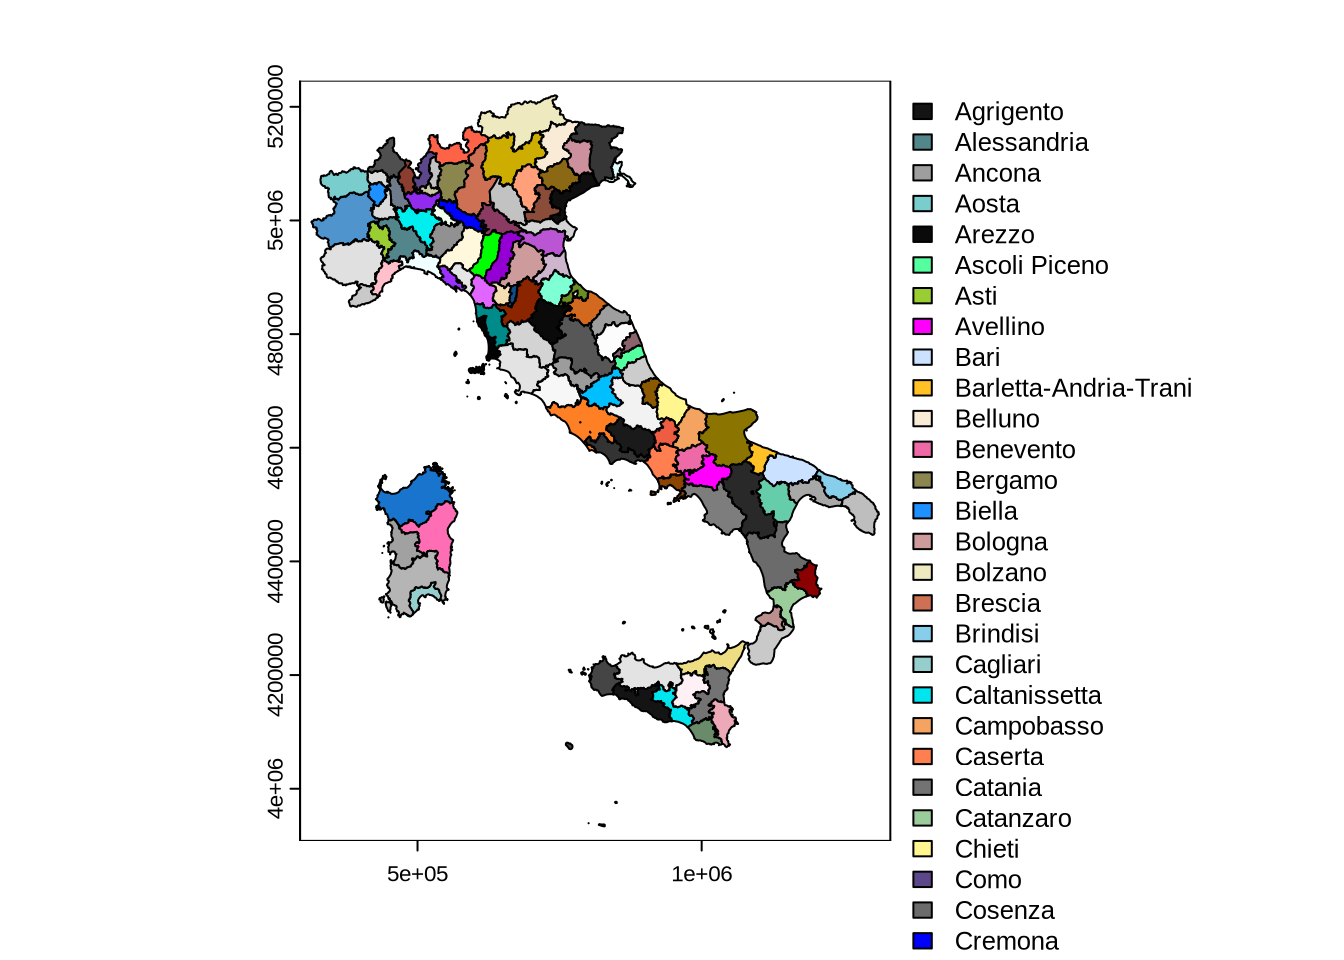 5200000
5e+06
4800000
4600000
4400000
4200000
4e+06
5e+05
1e+06
Agrigento
Alessandria
Ancona
Aosta
Arezzo
Ascoli Piceno
Asti
Avellino
Bari
Barletta-Andria-Trani
Belluno
Benevento
Bergamo
Biella
Bologna
Bolzano
Brescia
Brindisi
Cagliari
Caltanissetta
Campobasso
Caserta
Catania
Catanzaro
Chieti
Como
Cosenza
Cremona